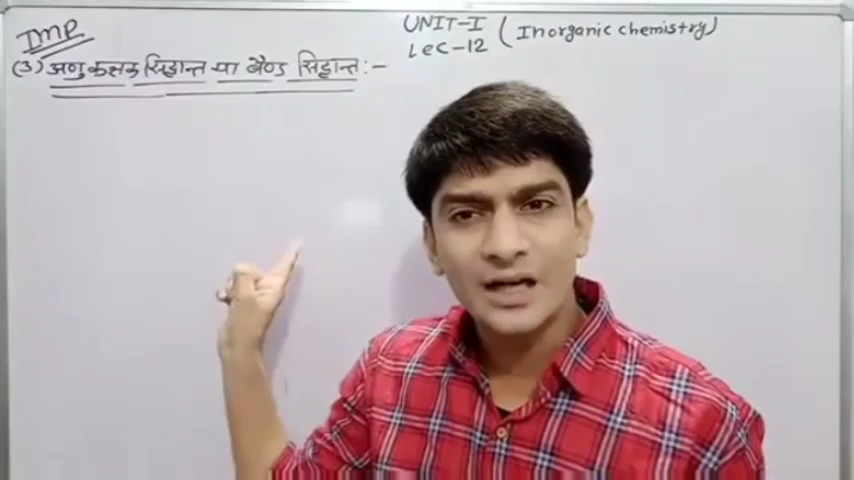 IMP
UNIT-I (Inorganic chemistry)
Lec-12
(3) अणु कक्षक सिद्धान्त या बैण्ड सिद्धान्त :-